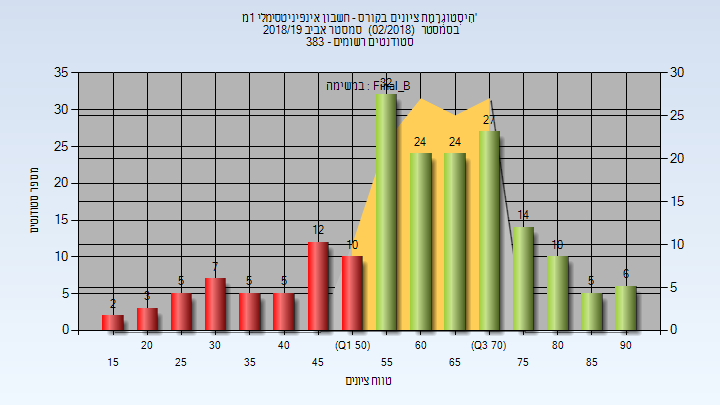 היסטוגרמת ציונים בקורס - חשבון אינפיניטסימלי 1מ'
בסמסטר (02/2018) סמסטר אביב 2018/19
סטודנטים רשומים - 383
במשימה : Final_B
35 30 25 20 15 10 5 0
מספר סטודנטים
30 25 20 15 10 5 0
2 3 5 7 5 5 12 10 32 24 24 27 14 10 5 6
20 30 40 (Q1 50) 60 (Q3 70) 80 90
15 25 35 45 55 65 75 85
טווח ציונים